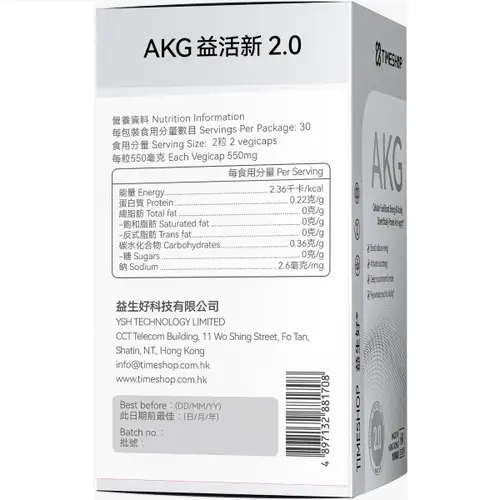 AKG 益活新 2.0
營養資料 Nutrition Information
每包裝食用分量數目 Servings Per Package: 30
食用分量 Serving Size: 2粒 2 vegicaps
每粒550毫克 Each Vegicap 550mg
每食用分量 Per Serving
能量 Energy 2.36千卡/kcal
蛋白質 Protein 0.22克/g
總脂肪 Total fat 0克/g
-飽和脂肪 Saturated fat 0克/g
-反式脂肪 Trans fat 0克/g
碳水化合物 Carbohydrates 0.36克/g
-糖 Sugars 0克/g
鈉 Sodium 2.6毫克/mg
益生好科技有限公司
YSH TECHNOLOGY LIMITED
CCT Telecom Building, 11 Wo Shing Street, Fo Tan,
Shatin, N.T., Hong Kong
info@timeshop.com.hk
www.timeshop.com.hk
Best before：(DD/MM/YY)
此日期前最佳：(日/月/年)
Batch no.：
批號：
4 897132 881708
TIMESHOP
AKG
TIMESHOP 益生好
2.0